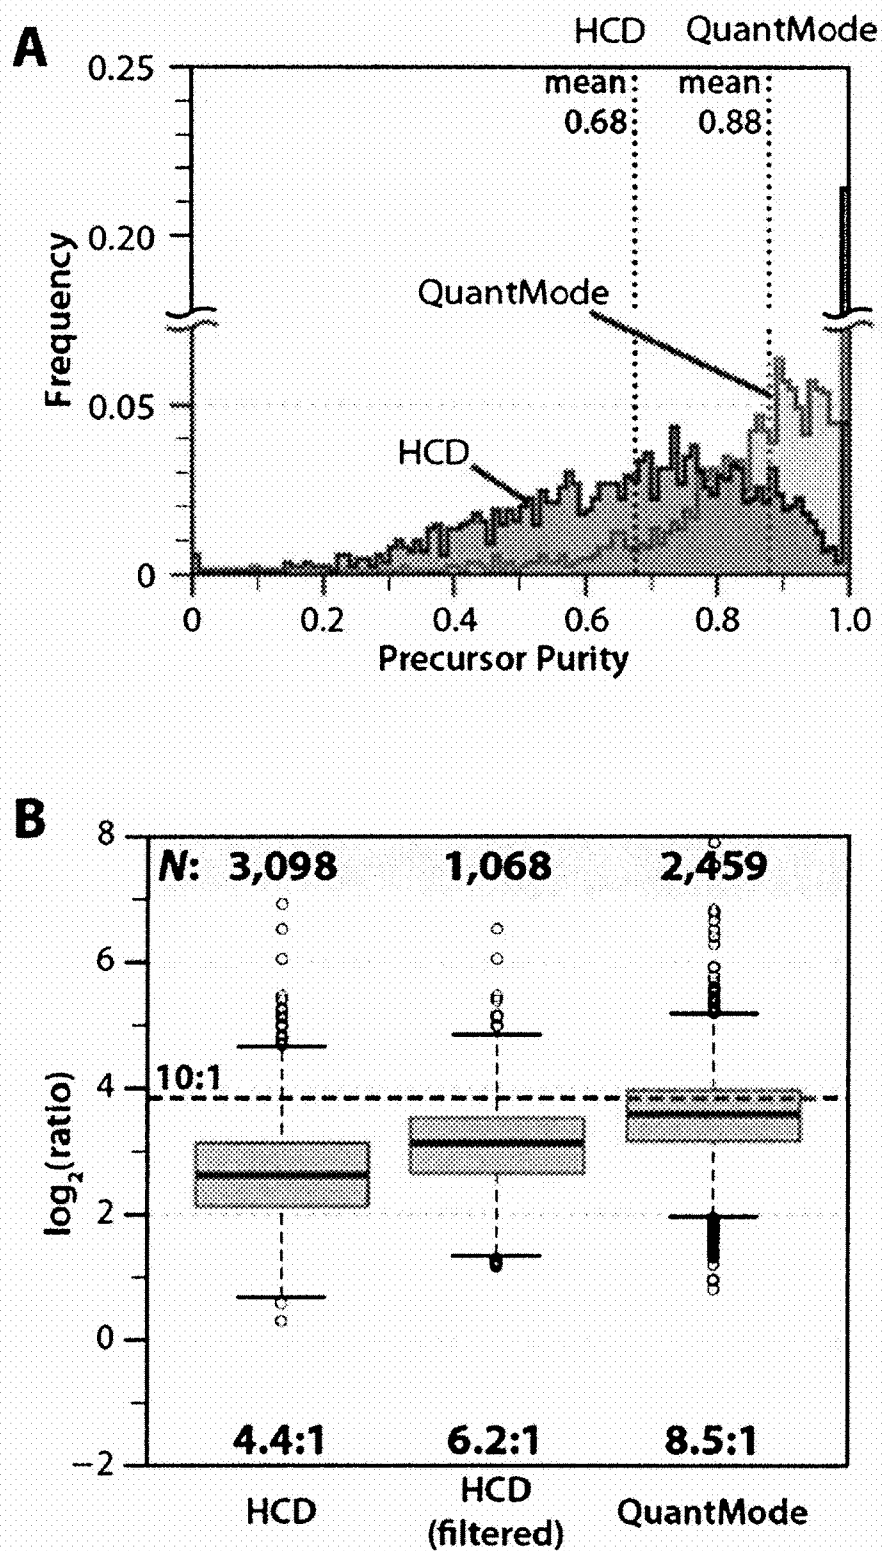 A
HCD QuantMode
mean mean
0.68 0.88
0.25
0.20
0.05
0
Frequency
QuantMode
HCD
0 0.2 0.4 0.6 0.8 1.0
Precursor Purity
B
N: 3,098 1,068 2,459
8
6
4
2
0
−2
log2(ratio)
10:1
4.4:1 6.2:1 8.5:1
HCD HCD (filtered) QuantMode